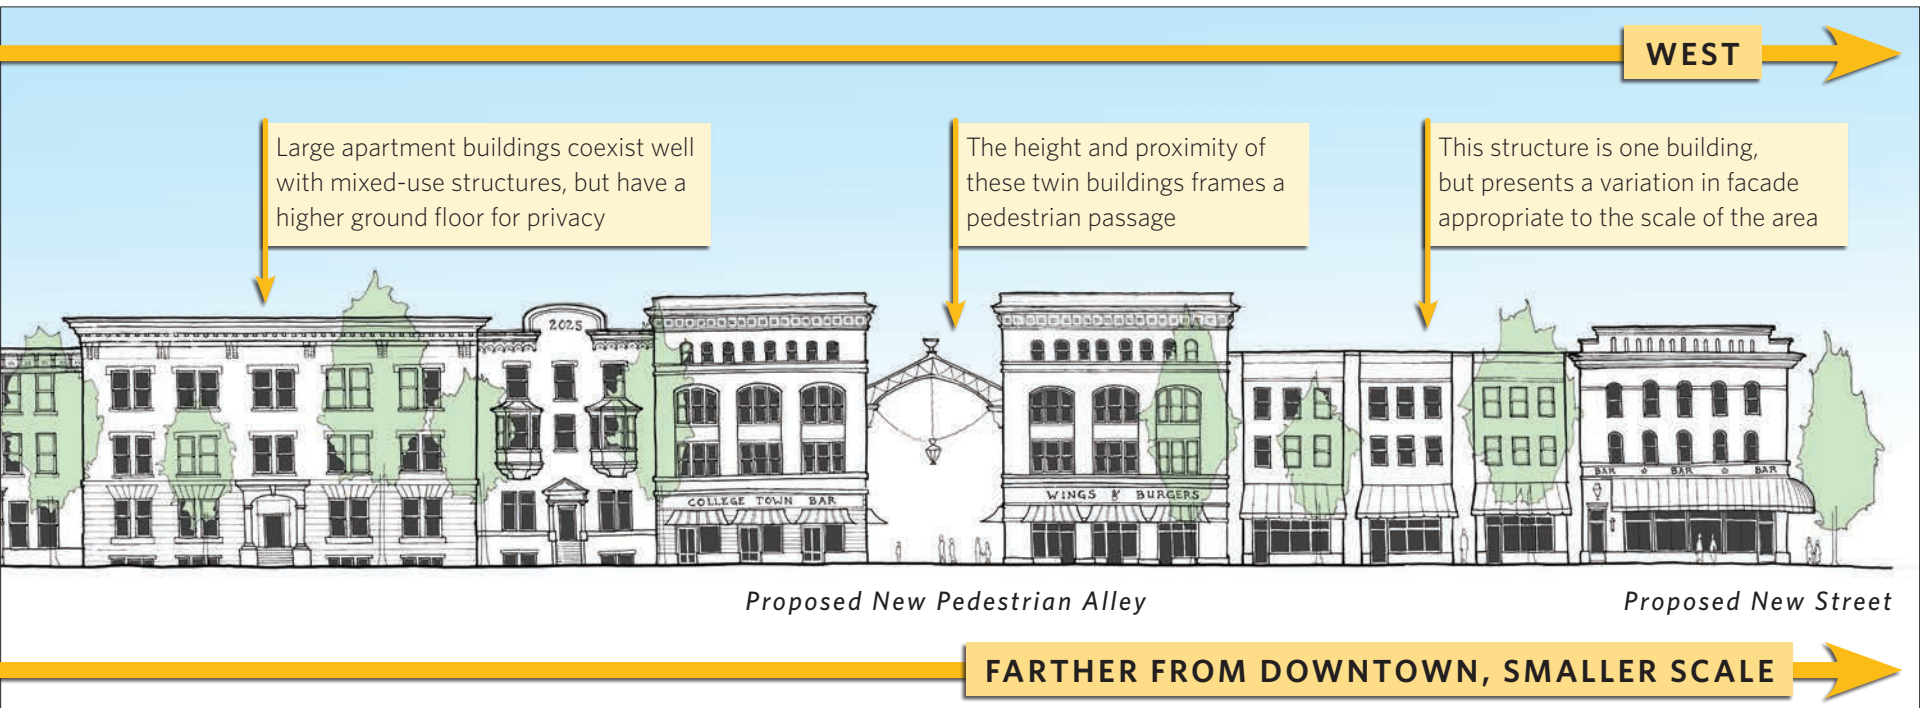 WEST
Large apartment buildings coexist well
with mixed-use structures, but have a
higher ground floor for privacy
The height and proximity of
these twin buildings frames a
pedestrian passage
This structure is one building,
but presents a variation in facade
appropriate to the scale of the area
2025
COLLEGE TOWN BAR
WINGS & BURGERS
BAR ☆ BAR ☆ BAR
Proposed New Pedestrian Alley
Proposed New Street
FARTHER FROM DOWNTOWN, SMALLER SCALE